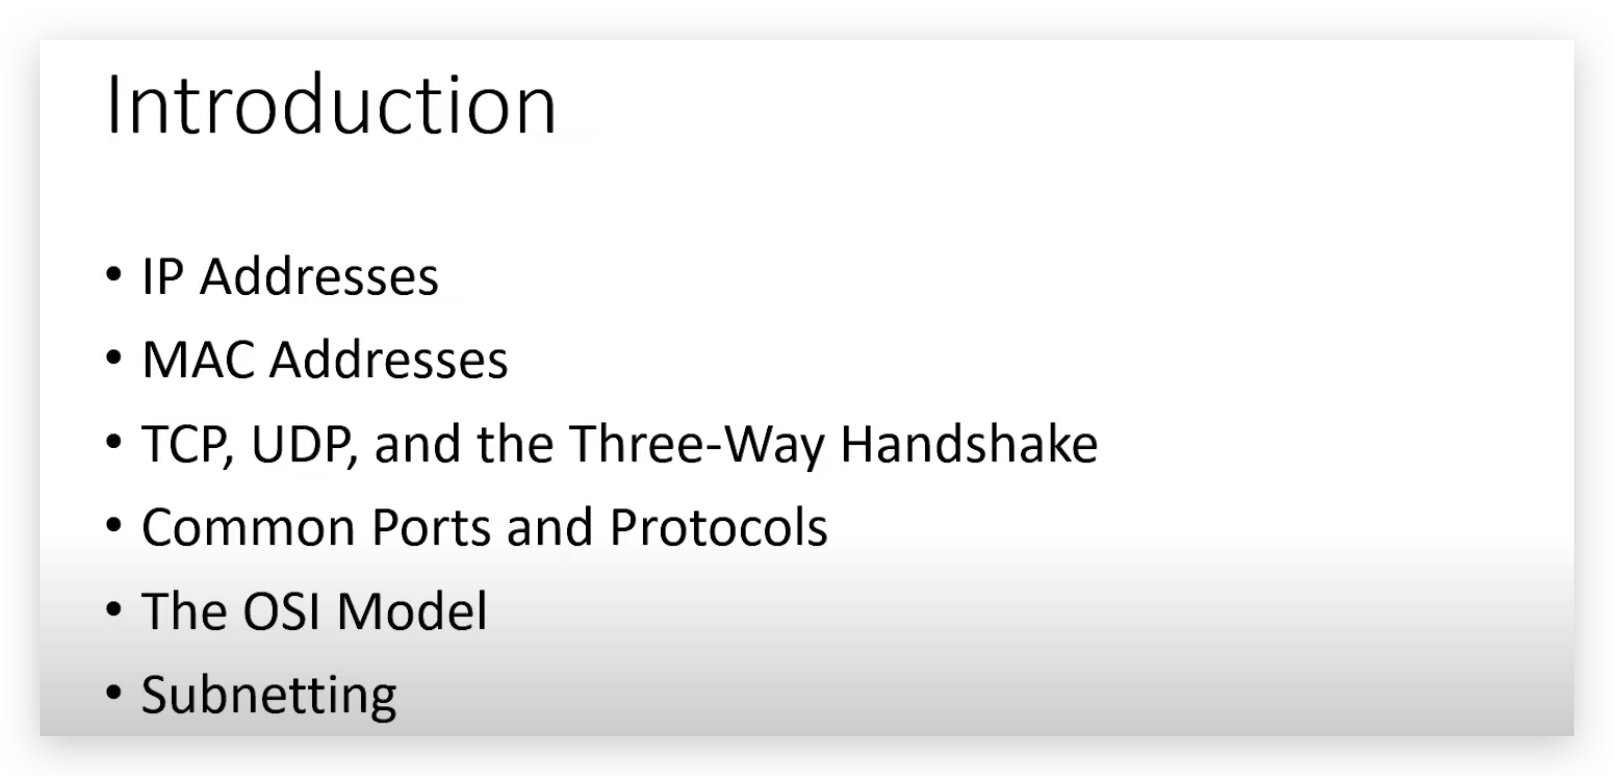 Introduction
• IP Addresses
• MAC Addresses
• TCP, UDP, and the Three-Way Handshake
• Common Ports and Protocols
• The OSI Model
• Subnetting